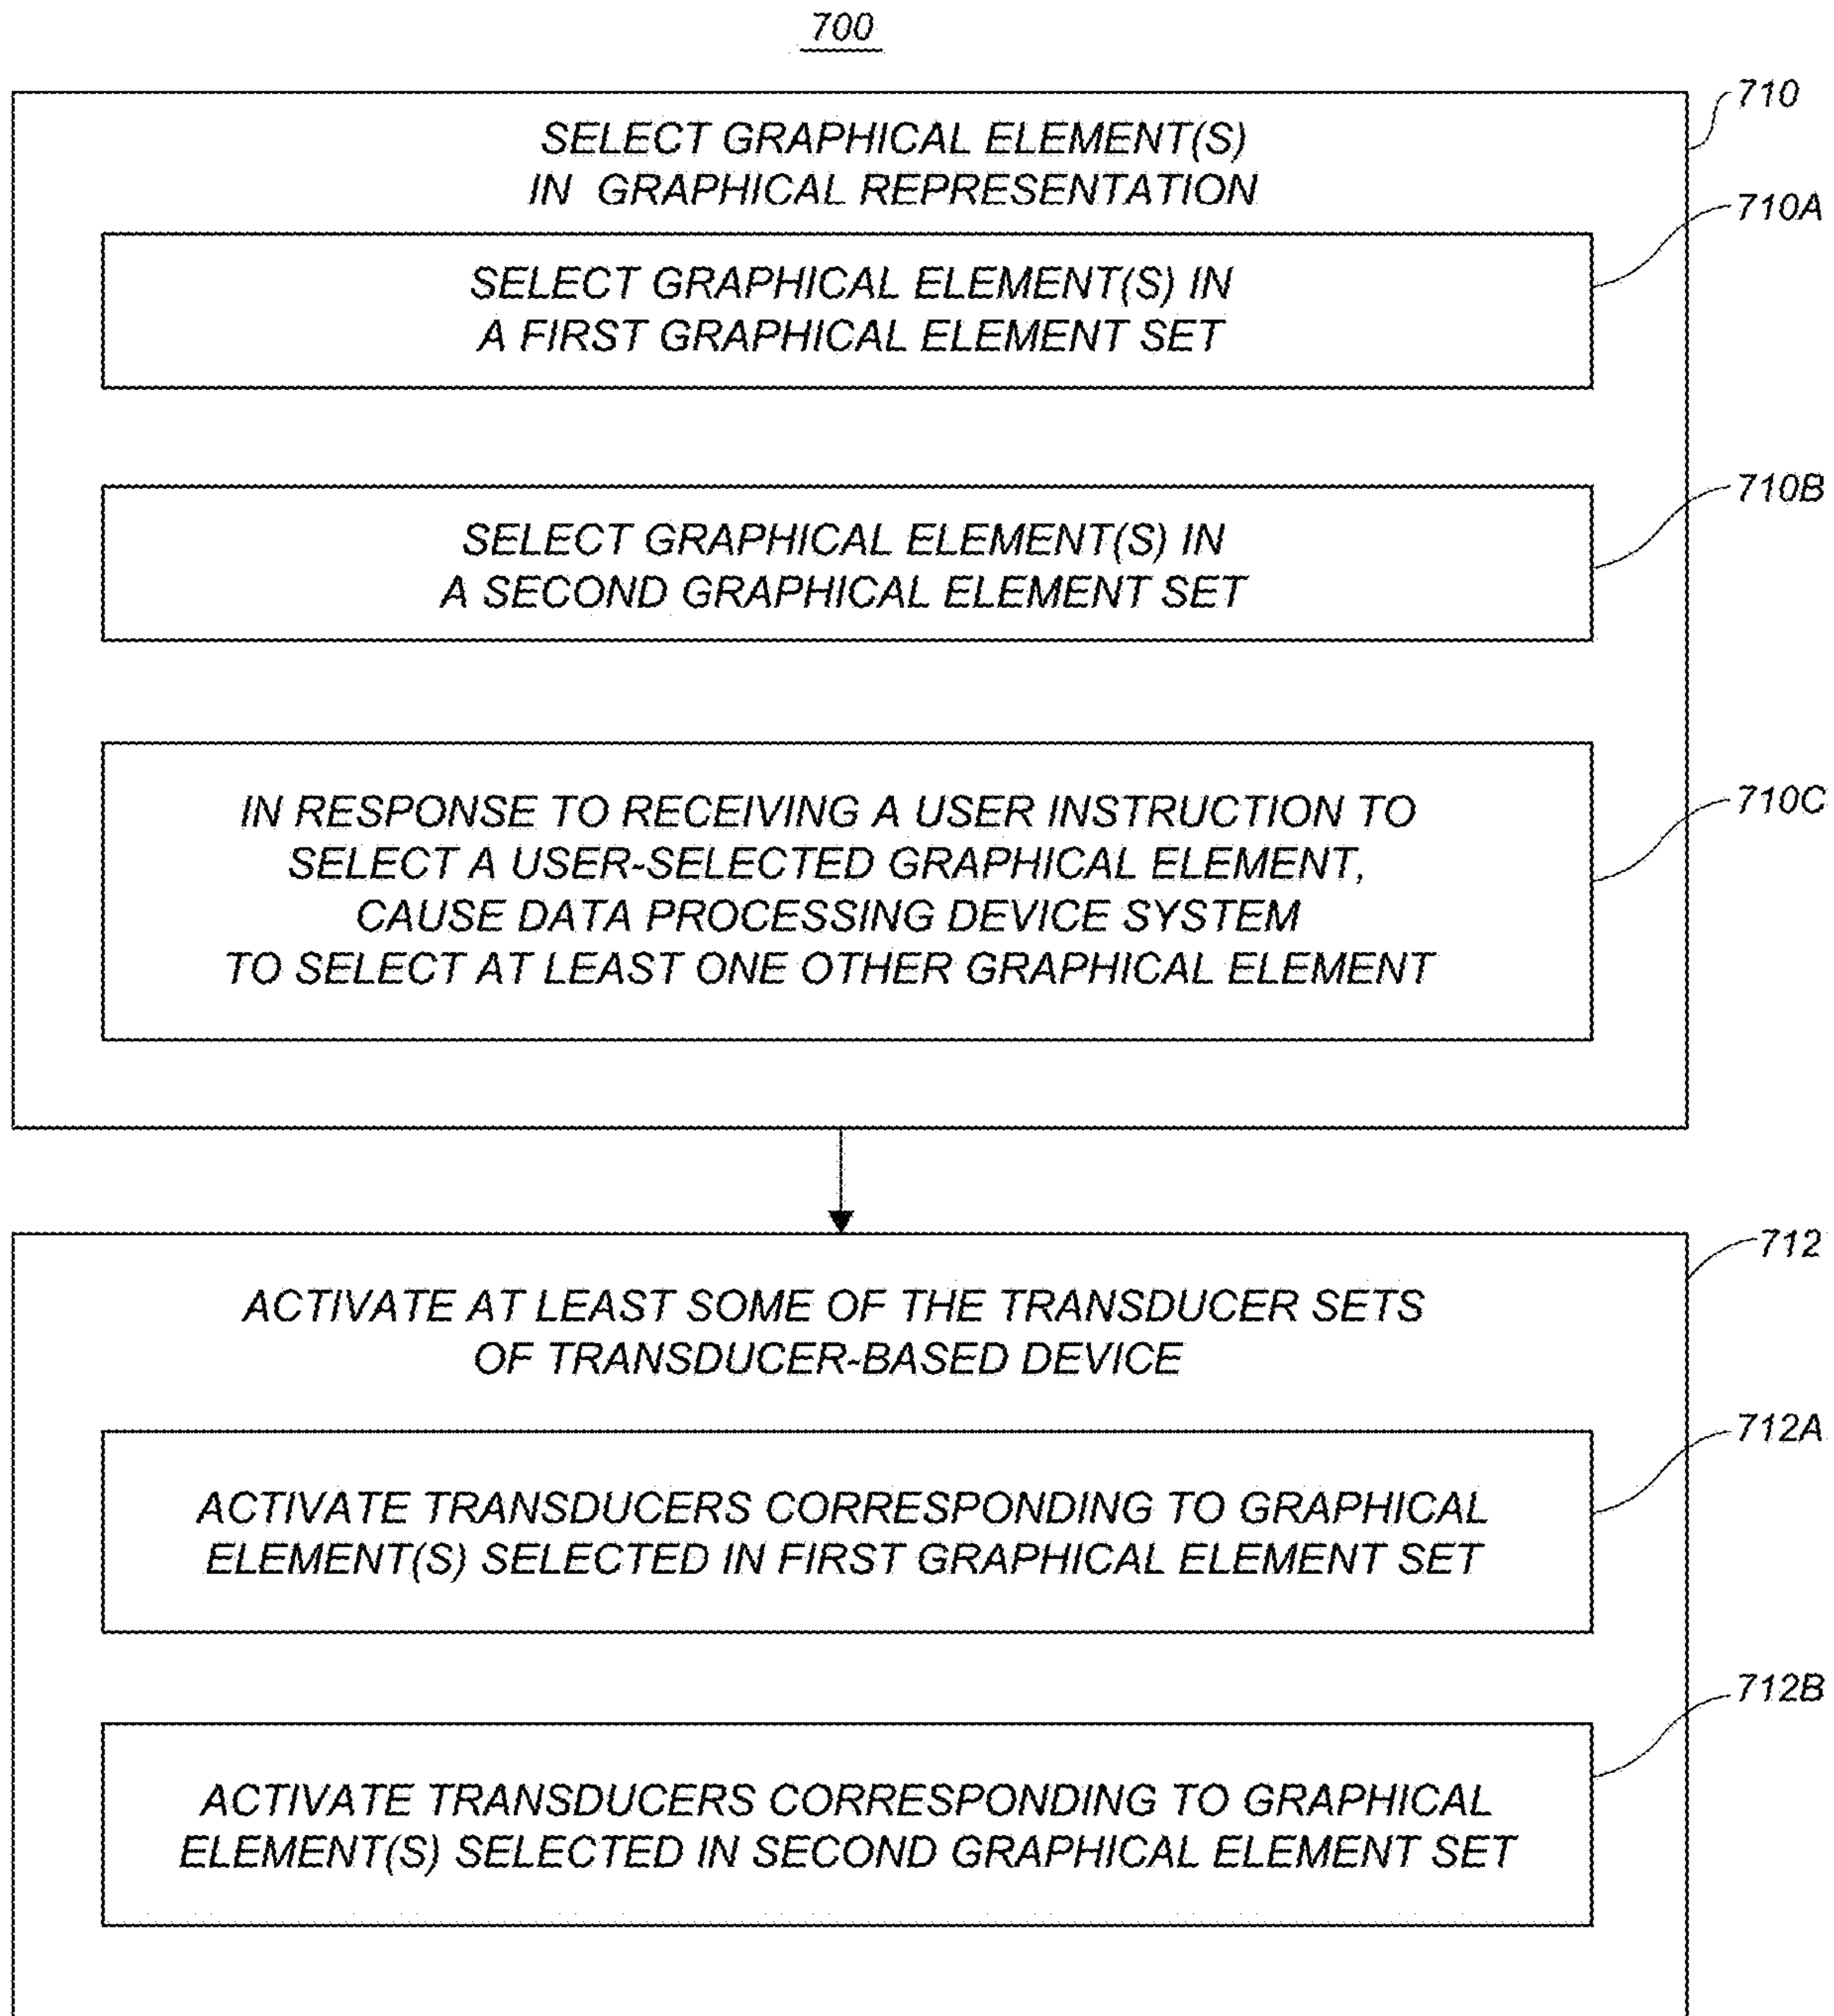 700
710
SELECT GRAPHICAL ELEMENT(S)
IN GRAPHICAL REPRESENTATION
710A
SELECT GRAPHICAL ELEMENT(S) IN
A FIRST GRAPHICAL ELEMENT SET
710B
SELECT GRAPHICAL ELEMENT(S) IN
A SECOND GRAPHICAL ELEMENT SET
710C
IN RESPONSE TO RECEIVING A USER INSTRUCTION TO
SELECT A USER-SELECTED GRAPHICAL ELEMENT,
CAUSE DATA PROCESSING DEVICE SYSTEM
TO SELECT AT LEAST ONE OTHER GRAPHICAL ELEMENT
712
ACTIVATE AT LEAST SOME OF THE TRANSDUCER SETS
OF TRANSDUCER-BASED DEVICE
712A
ACTIVATE TRANSDUCERS CORRESPONDING TO GRAPHICAL
ELEMENT(S) SELECTED IN FIRST GRAPHICAL ELEMENT SET
712B
ACTIVATE TRANSDUCERS CORRESPONDING TO GRAPHICAL
ELEMENT(S) SELECTED IN SECOND GRAPHICAL ELEMENT SET